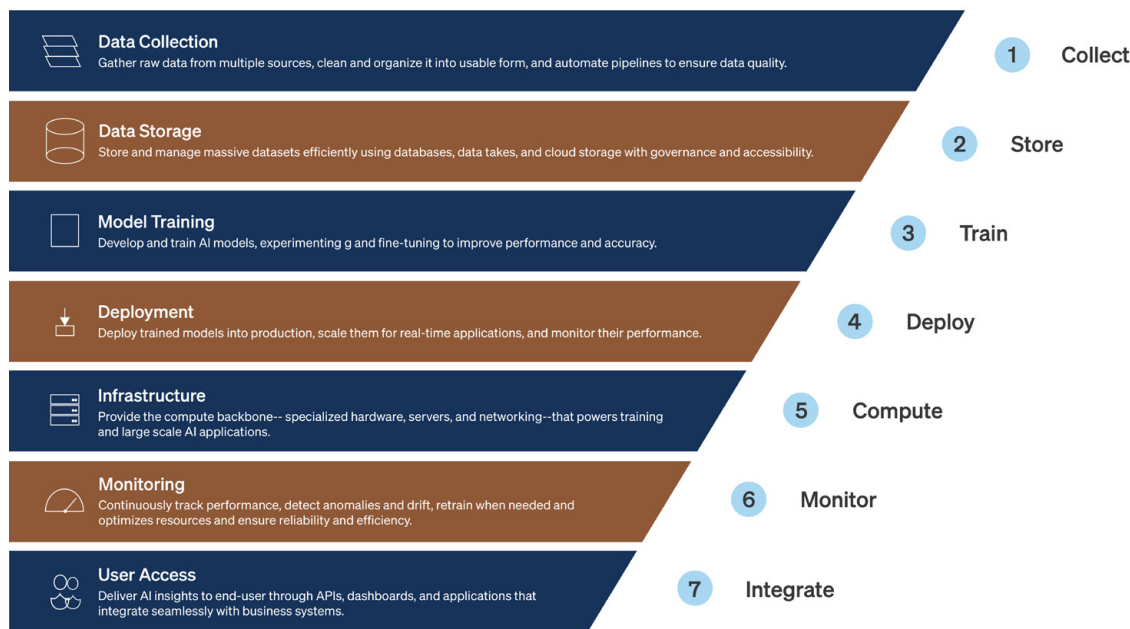 Data Collection
Gather raw data from multiple sources, clean and organize it into usable form, and automate pipelines to ensure data quality.
1 Collect
Data Storage
Store and manage massive datasets efficiently using databases, data takes, and cloud storage with governance and accessibility.
2 Store
Model Training
Develop and train AI models, experimenting g and fine-tuning to improve performance and accuracy.
3 Train
Deployment
Deploy trained models into production, scale them for real-time applications, and monitor their performance.
4 Deploy
Infrastructure
Provide the compute backbone-- specialized hardware, servers, and networking--that powers training
and large scale AI applications.
5 Compute
Monitoring
Continuously track performance, detect anomalies and drift, retrain when needed and
optimizes resources and ensure reliability and efficiency.
6 Monitor
User Access
Deliver AI insights to end-user through APIs, dashboards, and applications that
integrate seamlessly with business systems.
7 Integrate